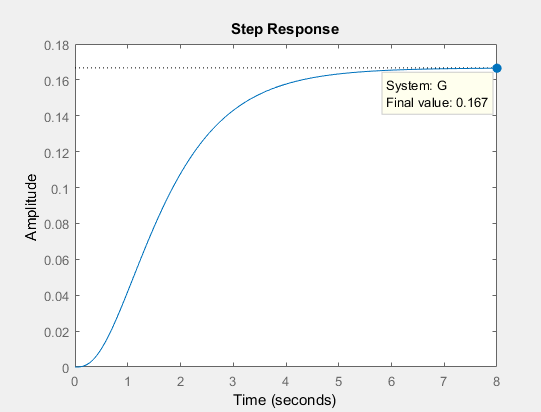 Step Response
0.18
0.16
0.14
0.12
0.1
0.08
0.06
0.04
0.02
0
Amplitude
System: G
Final value: 0.167
0 1 2 3 4 5 6 7 8
Time (seconds)